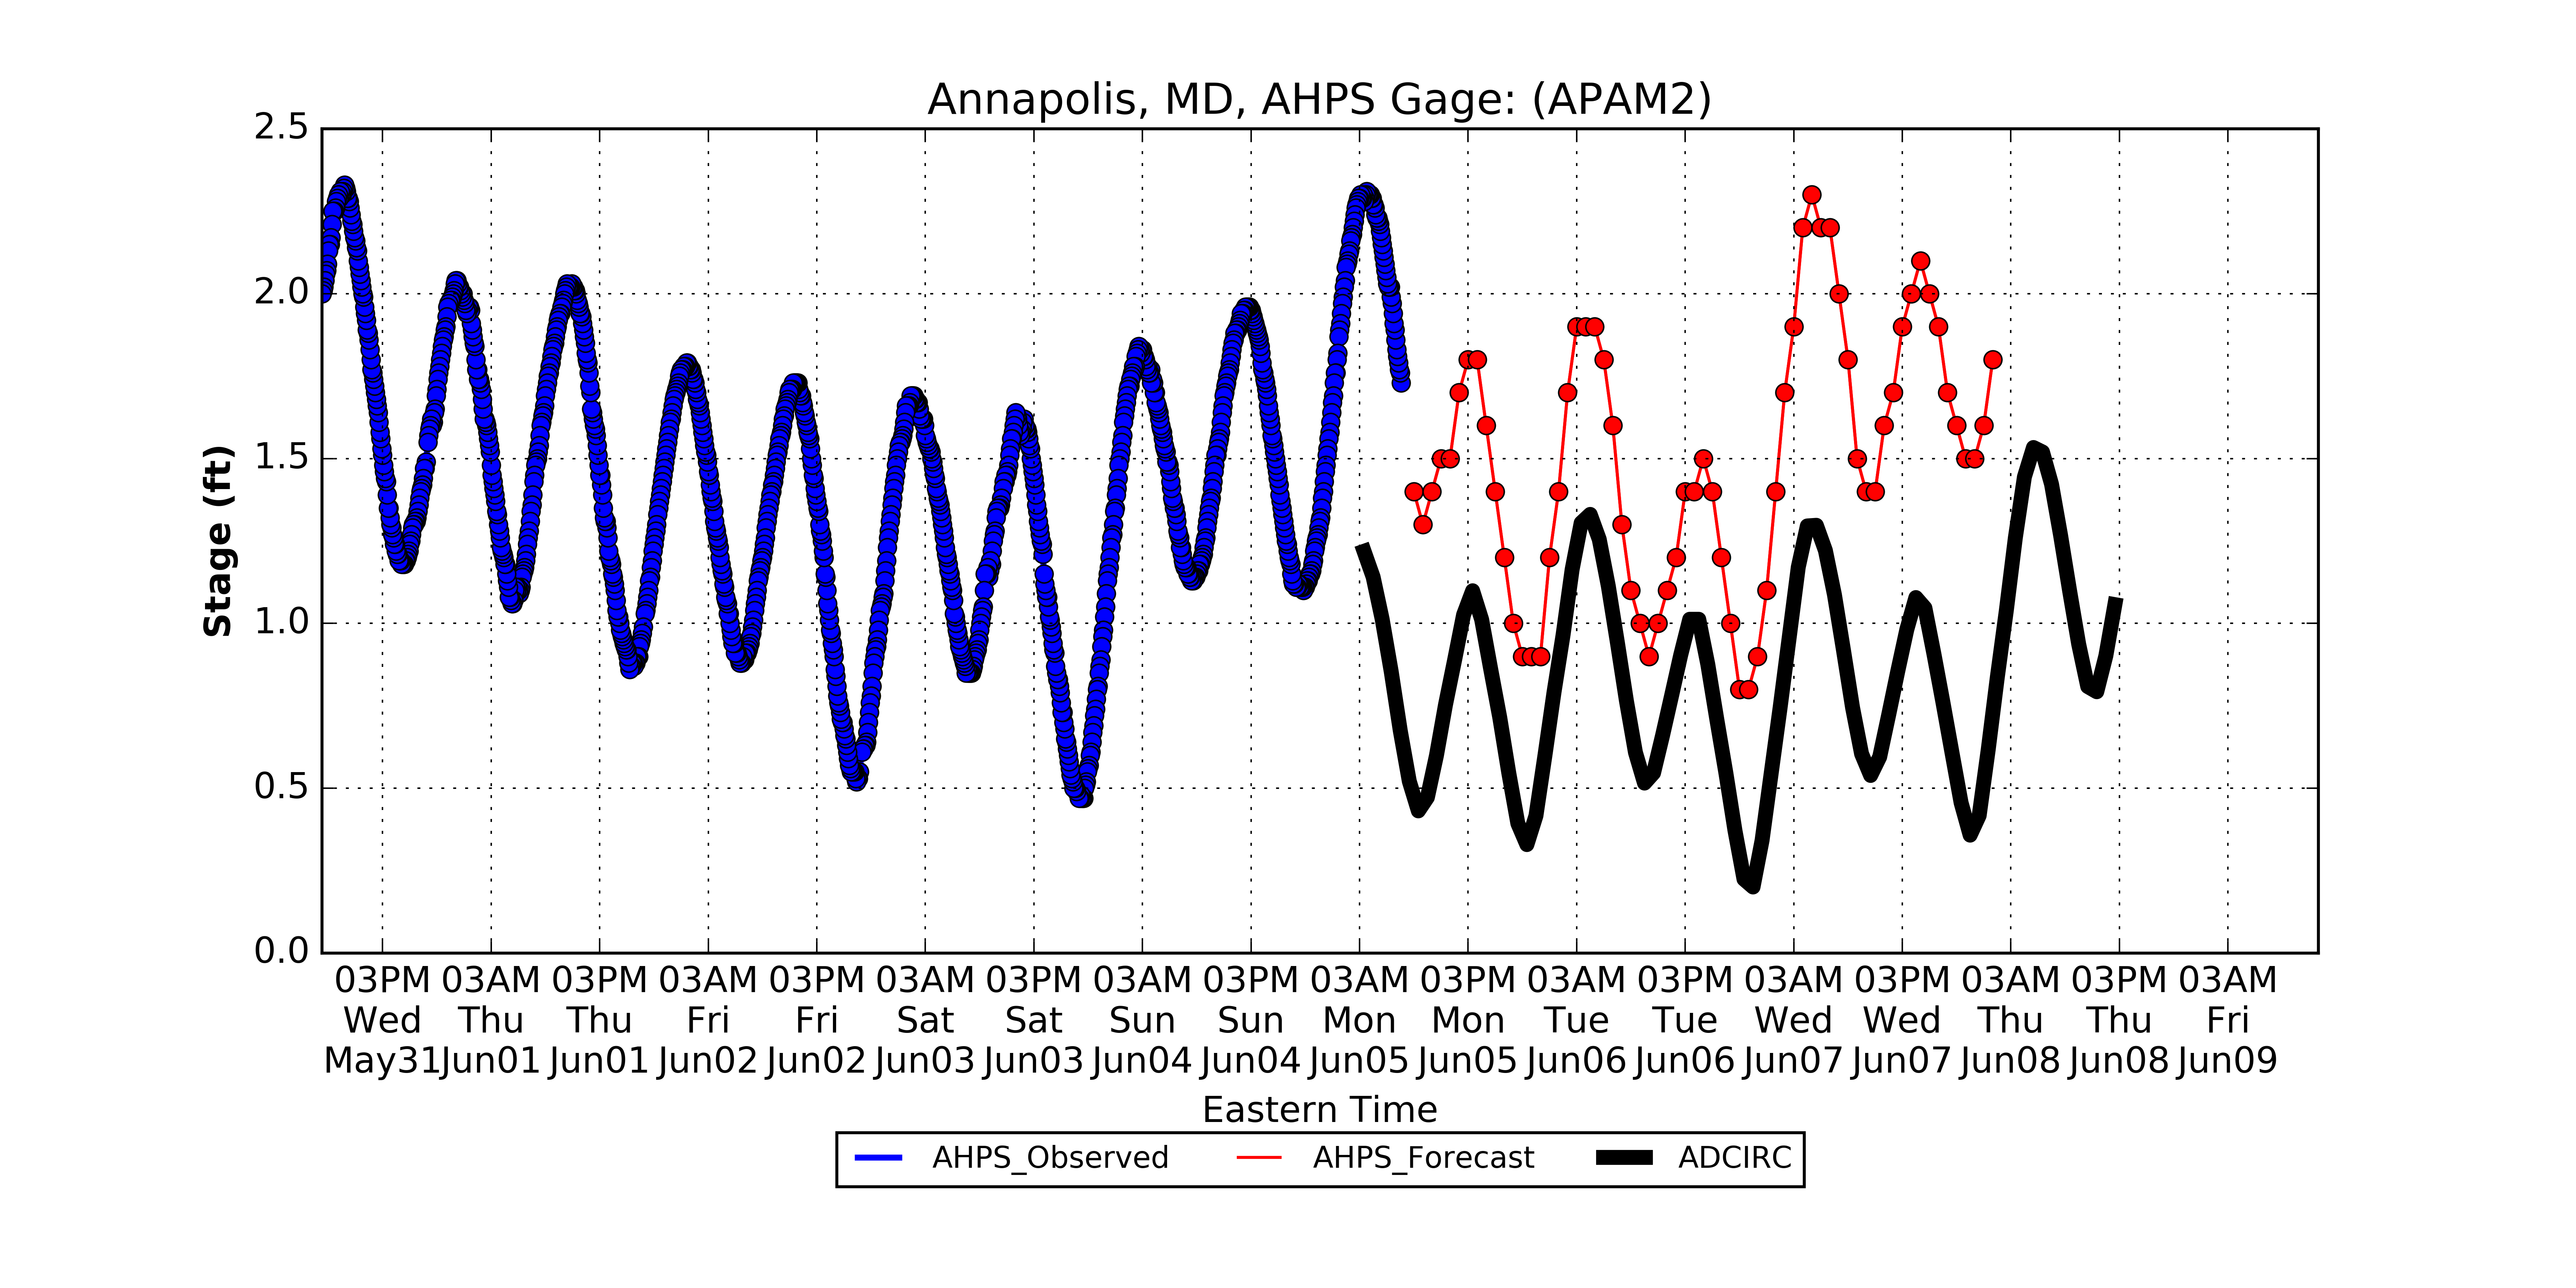 Annapolis, MD, AHPS Gage: (APAM2)
2.5
2.0
1.5
1.0
0.5
0.0
Stage (ft)
03PM 03AM 03PM 03AM 03PM 03AM 03PM 03AM 03PM 03AM 03PM 03AM 03PM 03AM 03PM 03AM 03PM 03AM
Wed Thu Thu Fri Fri Sat Sat Sun Sun Mon Mon Tue Tue Wed Wed Thu Thu Fri
May31 Jun01 Jun01 Jun02 Jun02 Jun03 Jun03 Jun04 Jun04 Jun05 Jun05 Jun06 Jun06 Jun07 Jun07 Jun08 Jun08 Jun09
Eastern Time
AHPS_Observed AHPS_Forecast ADCIRC